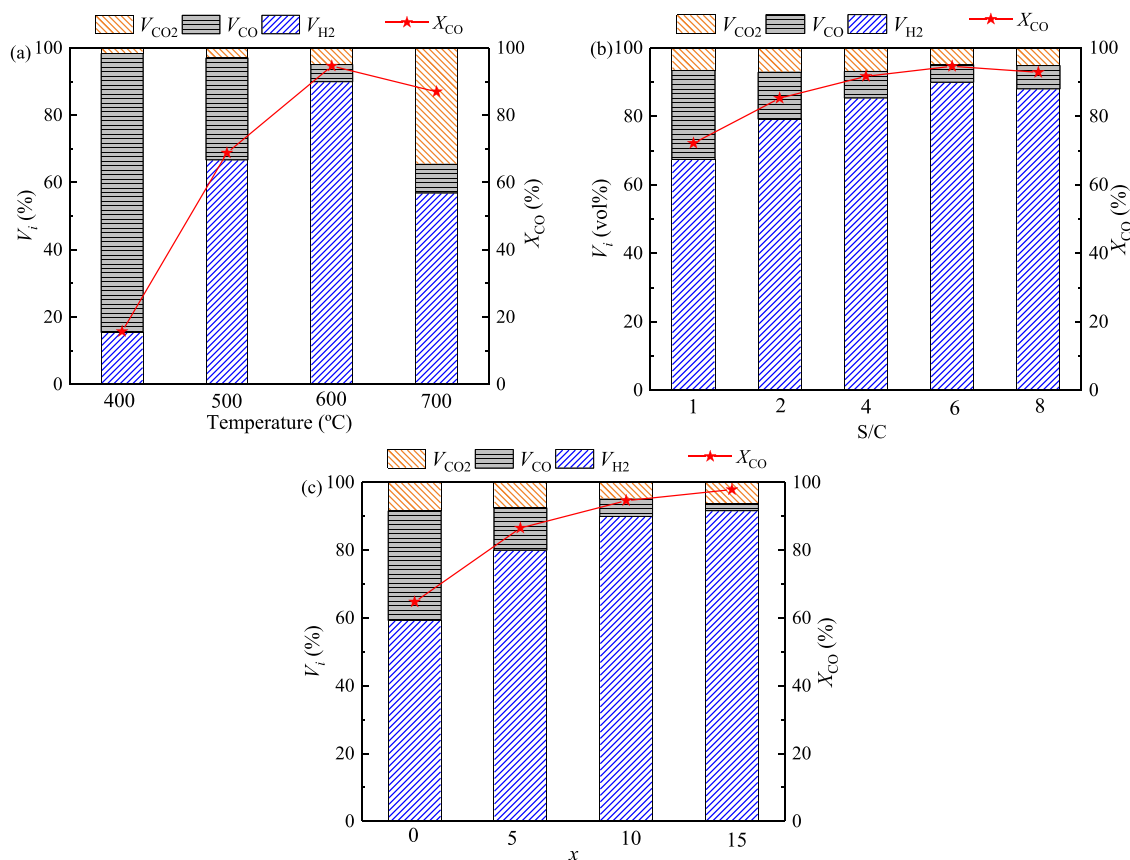 V_CO2 V_CO V_H2 X_CO
(a)
100 100
80 80
60 60
40 40
20 20
0 0
V_i (%)
X_CO (%)
400 500 600 700
Temperature (ºC)
V_CO2 V_CO V_H2 X_CO
(b)
100 100
80 80
60 60
40 40
20 20
0 0
V_i (vol%)
X_CO (%)
1 2 4 6 8
S/C
V_CO2 V_CO V_H2 X_CO
(c)
100 100
80 80
60 60
40 40
20 20
0 0
V_i (%)
X_CO (%)
0 5 10 15
x